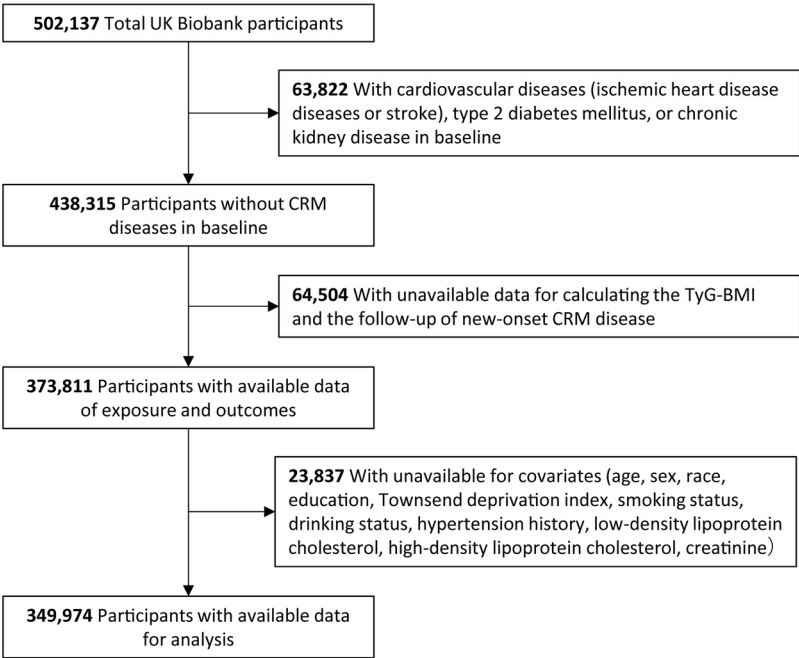 502,137 Total UK Biobank participants
63,822 With cardiovascular diseases (ischemic heart disease
diseases or stroke), type 2 diabetes mellitus, or chronic
kidney disease in baseline
438,315 Participants without CRM
diseases in baseline
64,504 With unavailable data for calculating the TyG-BMI
and the follow-up of new-onset CRM disease
373,811 Participants with available data
of exposure and outcomes
23,837 With unavailable for covariates (age, sex, race,
education, Townsend deprivation index, smoking status,
drinking status, hypertension history, low-density lipoprotein
cholesterol, high-density lipoprotein cholesterol, creatinine）
349,974 Participants with available data
for analysis